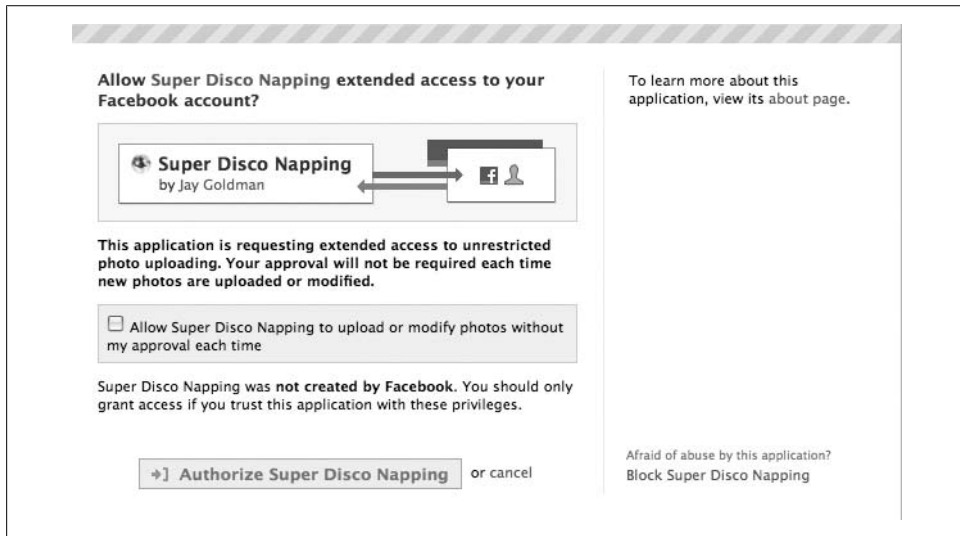 Allow Super Disco Napping extended access to your
Facebook account?
Super Disco Napping
by Jay Goldman
f
This application is requesting extended access to unrestricted
photo uploading. Your approval will not be required each time
new photos are uploaded or modified.
Allow Super Disco Napping to upload or modify photos without
my approval each time
Super Disco Napping was not created by Facebook. You should only
grant access if you trust this application with these privileges.
Authorize Super Disco Napping or cancel
To learn more about this
application, view its about page.
Afraid of abuse by this application?
Block Super Disco Napping